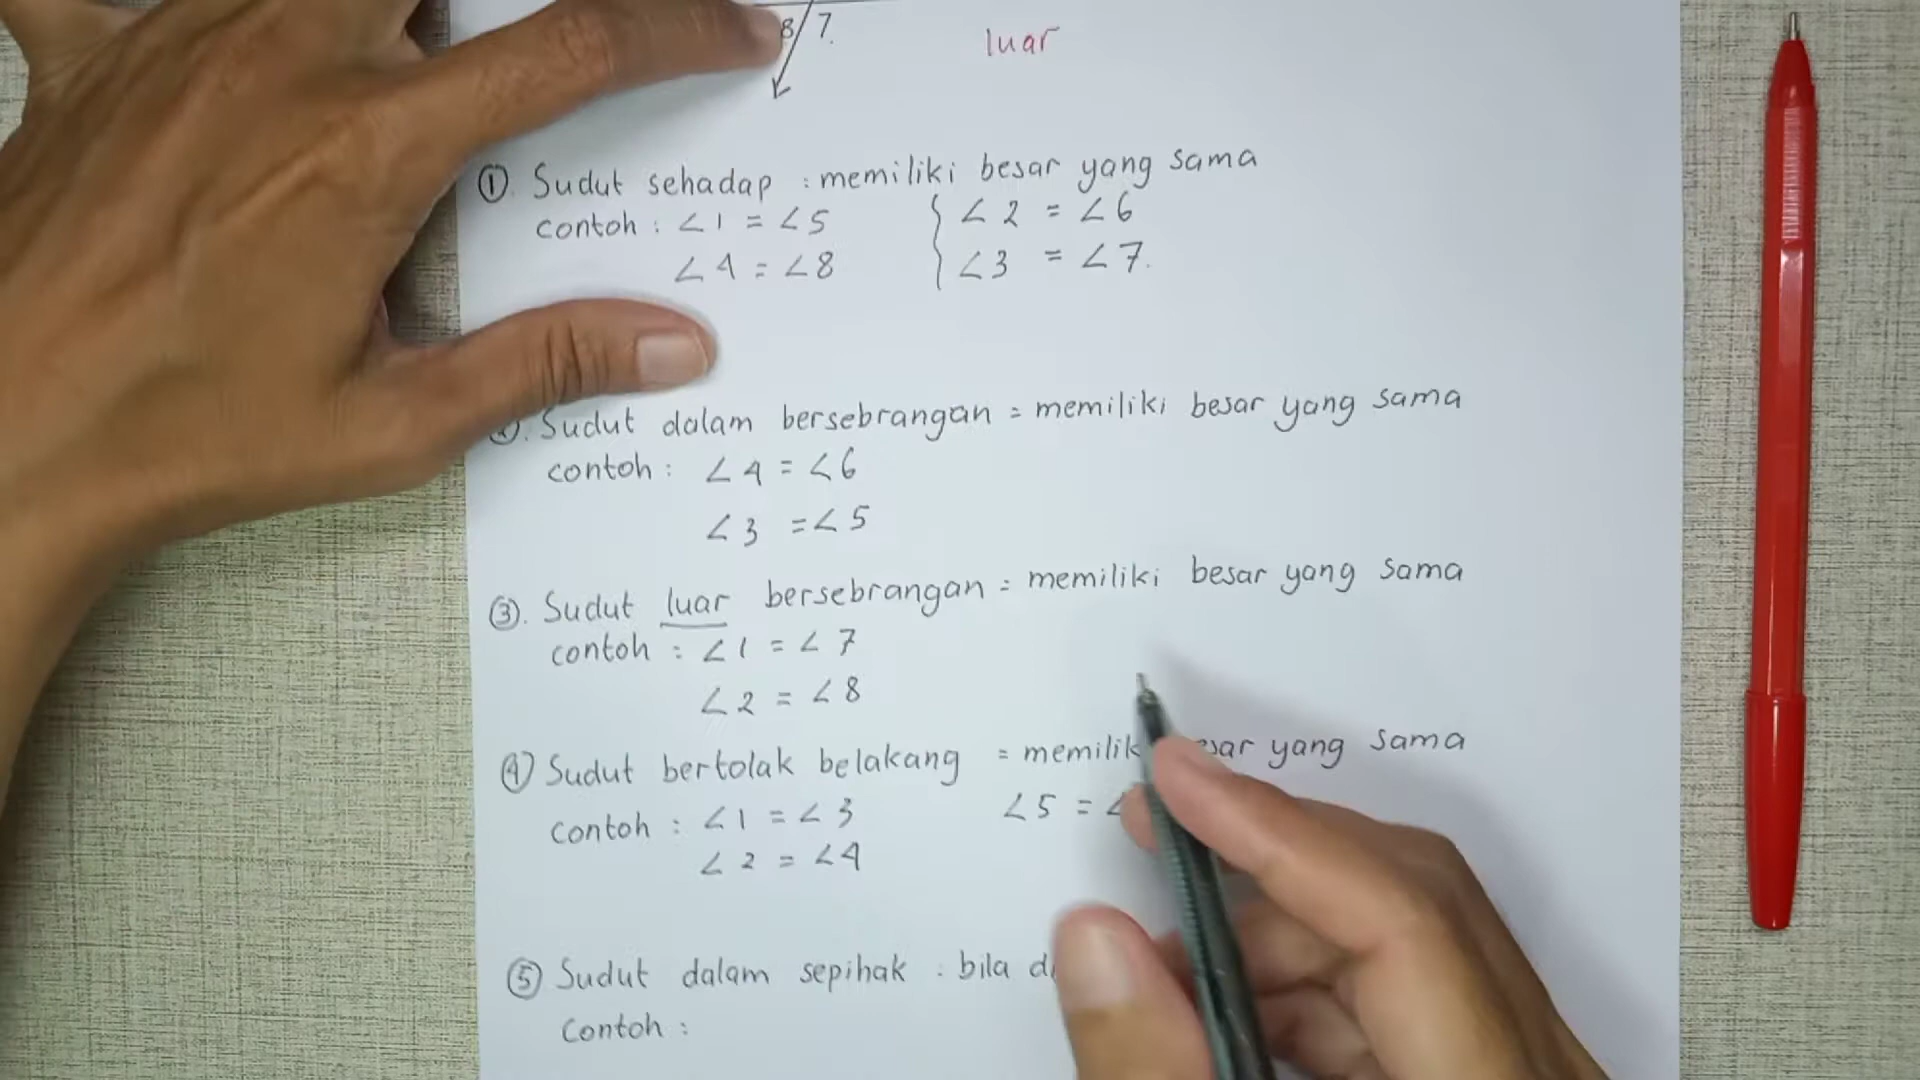 8 7.
luar
① Sudut sehadap : memiliki besar yang sama
contoh : ∠1 = ∠5 { ∠2 = ∠6
∠4 = ∠8 ∠3 = ∠7.
Sudut dalam bersebrangan = memiliki besar yang sama
contoh : ∠4 = ∠6
∠3 = ∠5
③. Sudut luar bersebrangan = memiliki besar yang sama
contoh : ∠1 = ∠7
∠2 = ∠8
④ Sudut bertolak belakang = yang sama
contoh : ∠1 = ∠3 ∠5 = ∠
∠2 = ∠4
⑤ Sudut dalam sepihak : bila
Contoh :